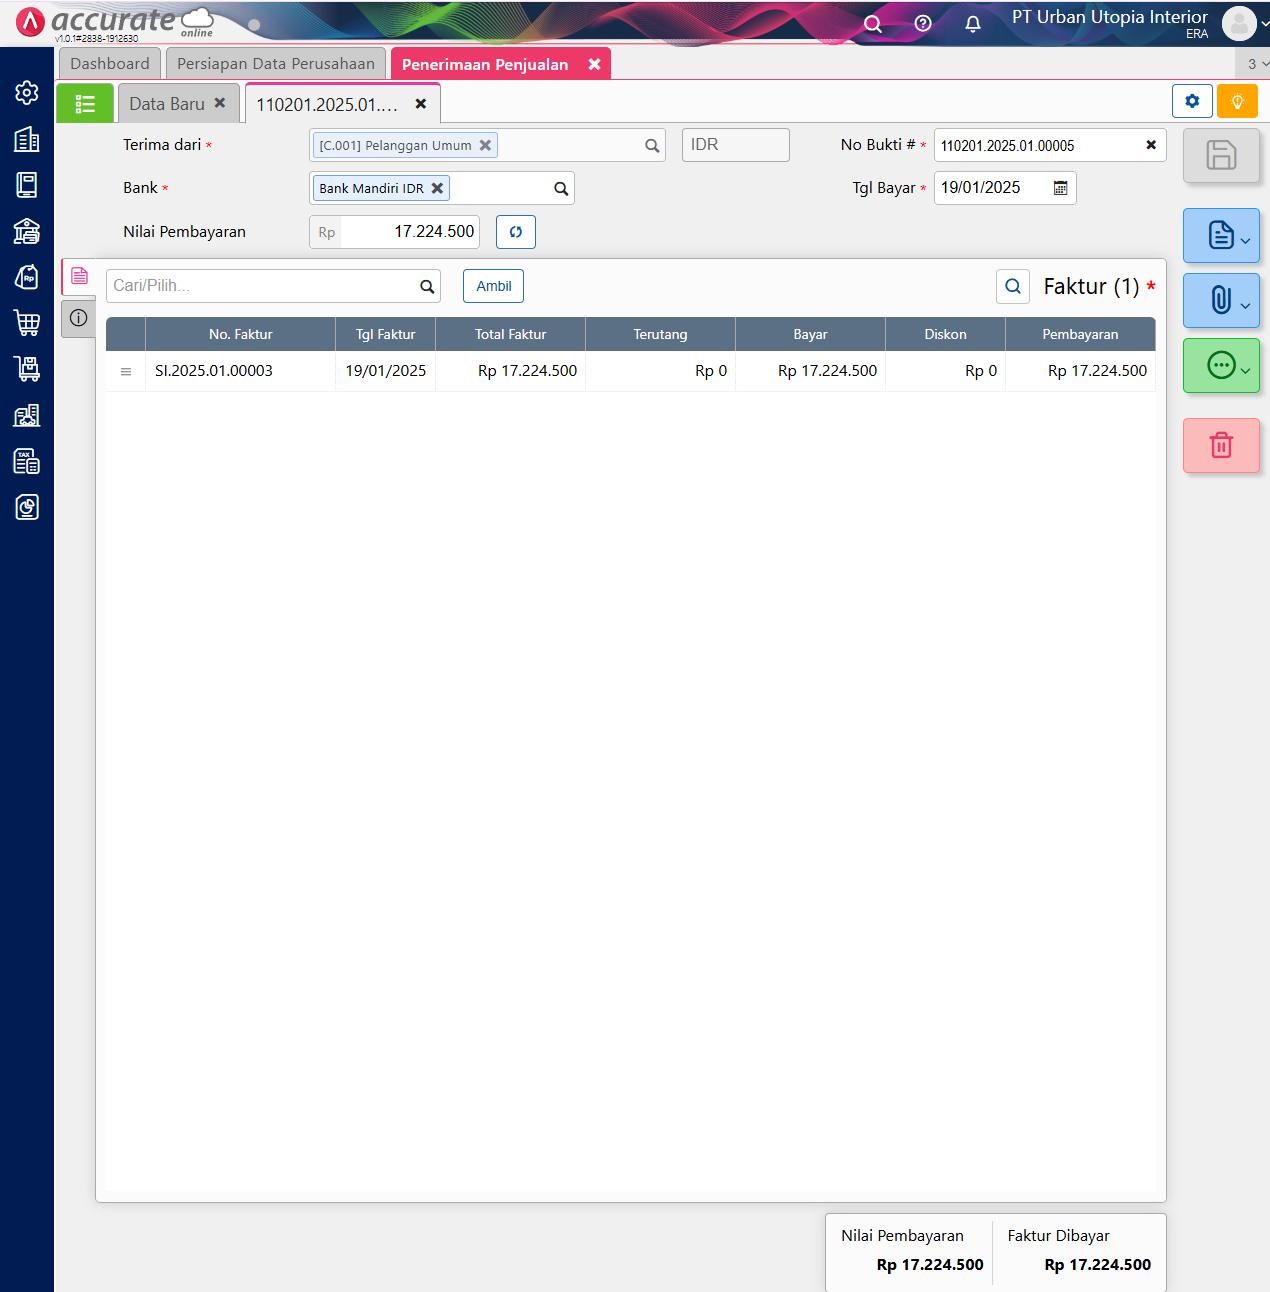 accurate
online
v1.0.1#2838-1912630
PT Urban Utopia Interior
ERA
Dashboard
Persiapan Data Perusahaan
Penerimaan Penjualan
3
Data Baru
110201.2025.01....
Terima dari *
[C.001] Pelanggan Umum
IDR
No Bukti # *
110201.2025.01.00005
Bank *
Bank Mandiri IDR
Tgl Bayar *
19/01/2025
Nilai Pembayaran
Rp 17.224.500
Cari/Pilih...
Ambil
Faktur (1) *
No. Faktur Tgl Faktur Total Faktur Terutang Bayar Diskon Pembayaran
SI.2025.01.00003 19/01/2025 Rp 17.224.500 Rp 0 Rp 17.224.500 Rp 0 Rp 17.224.500
Nilai Pembayaran
Rp 17.224.500
Faktur Dibayar
Rp 17.224.500